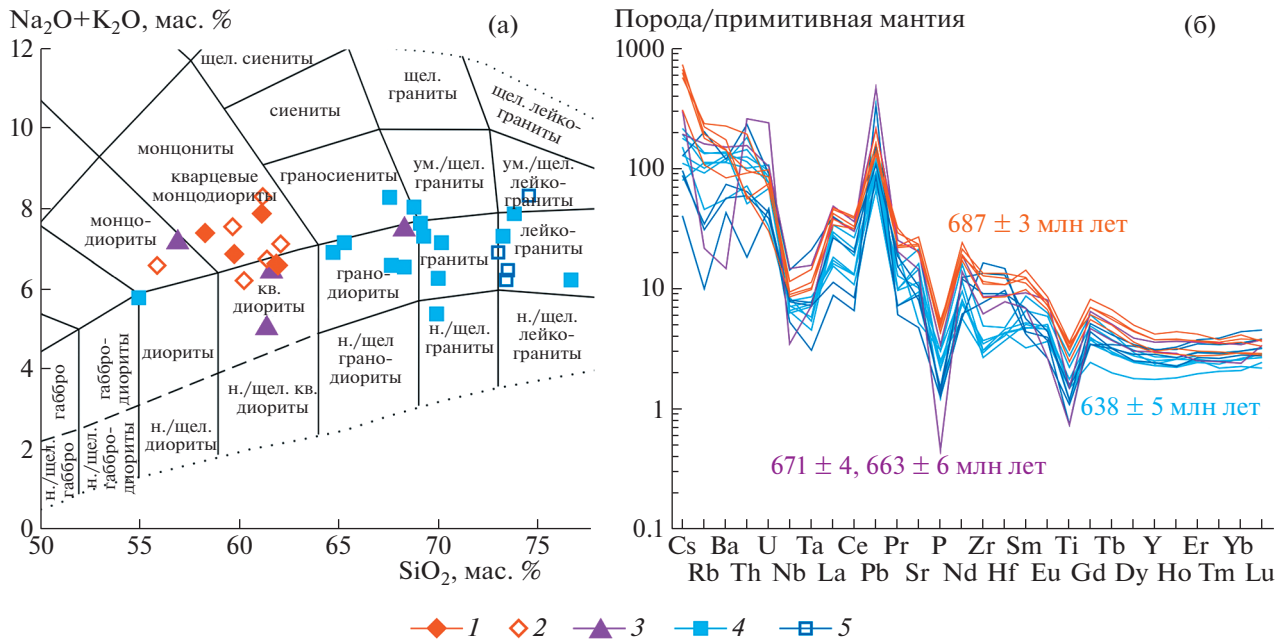 Na₂O+K₂O, мас. %
(а)
12
10
8
6
4
2
0
50
55
60
65
70
75
SiO₂, мас. %
щел. сиениты
сиениты
щел.
граниты
щел. лейко-
граниты
монцониты
кварцевые
монцодиориты
граносиениты
ум./щел.
граниты
ум./щел.
лейко-
граниты
монцо-
диориты
лейко-
граниты
граниты
грано-
диориты
кв.
диориты
диориты
габбро-
диориты
габбро
н./щел.
габбро
н./щел.
габбро-
диориты
н./щел.
диориты
н./щел. кв.
диориты
н./щел
грано-
диориты
н./щел.
граниты
н./щел.
лейко-
граниты
Порода/примитивная мантия
(б)
1000
100
10
1
0.1
687 ± 3 млн лет
638 ± 5 млн лет
671 ± 4, 663 ± 6 млн лет
Cs Ba U Ta Ce Pr P Zr Sm Ti Tb Y Er Yb
Rb Th Nb La Pb Sr Nd Hf Eu Gd Dy Ho Tm Lu
1 2 3 4 5